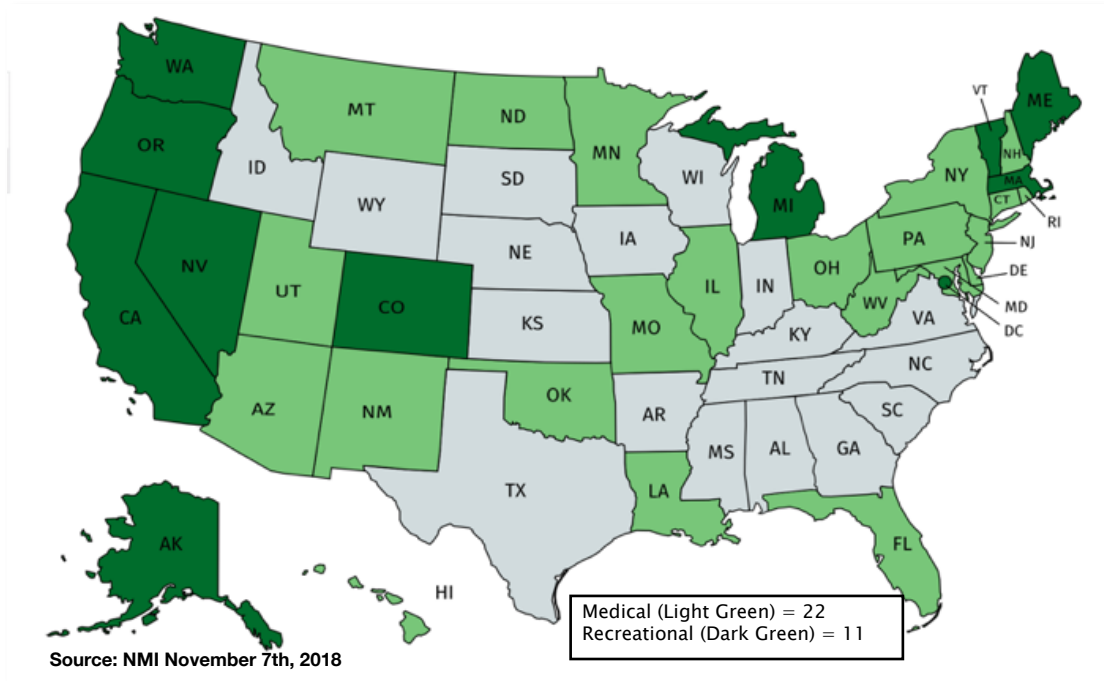 WA
MT
ND
MN
VT
ME
OR
ID
SD
WI
NH
NY
MA
WY
MI
CT
RI
IA
PA
NJ
NV
NE
OH
DE
UT
IL
IN
CO
WV
MD
CA
KS
MO
KY
VA
DC
NC
TN
AZ
NM
OK
AR
SC
MS
AL
GA
TX
LA
AK
FL
HI
Medical (Light Green) = 22
Recreational (Dark Green) = 11
Source: NMI November 7th, 2018